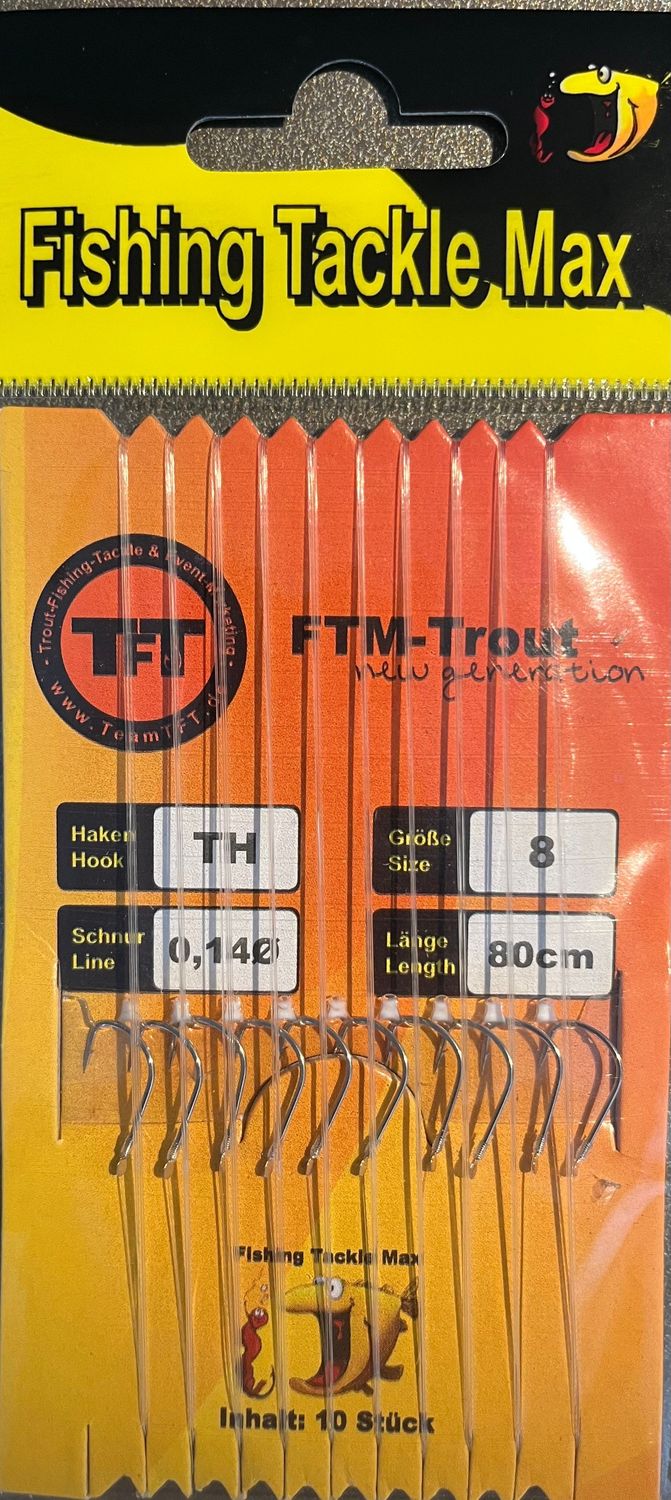 Fishing Tackle Max
· Trout-Fishing-Tackle & Event-Marketing ·
TFT
www.TeamTFT.de
FTM-Trout
new generation
Haken
Hook
TH
Größe
Size
8
Schnur
Line
0,14Ø
Länge
Length
80cm
Fishing Tackle Max
Inhalt: 10 Stück